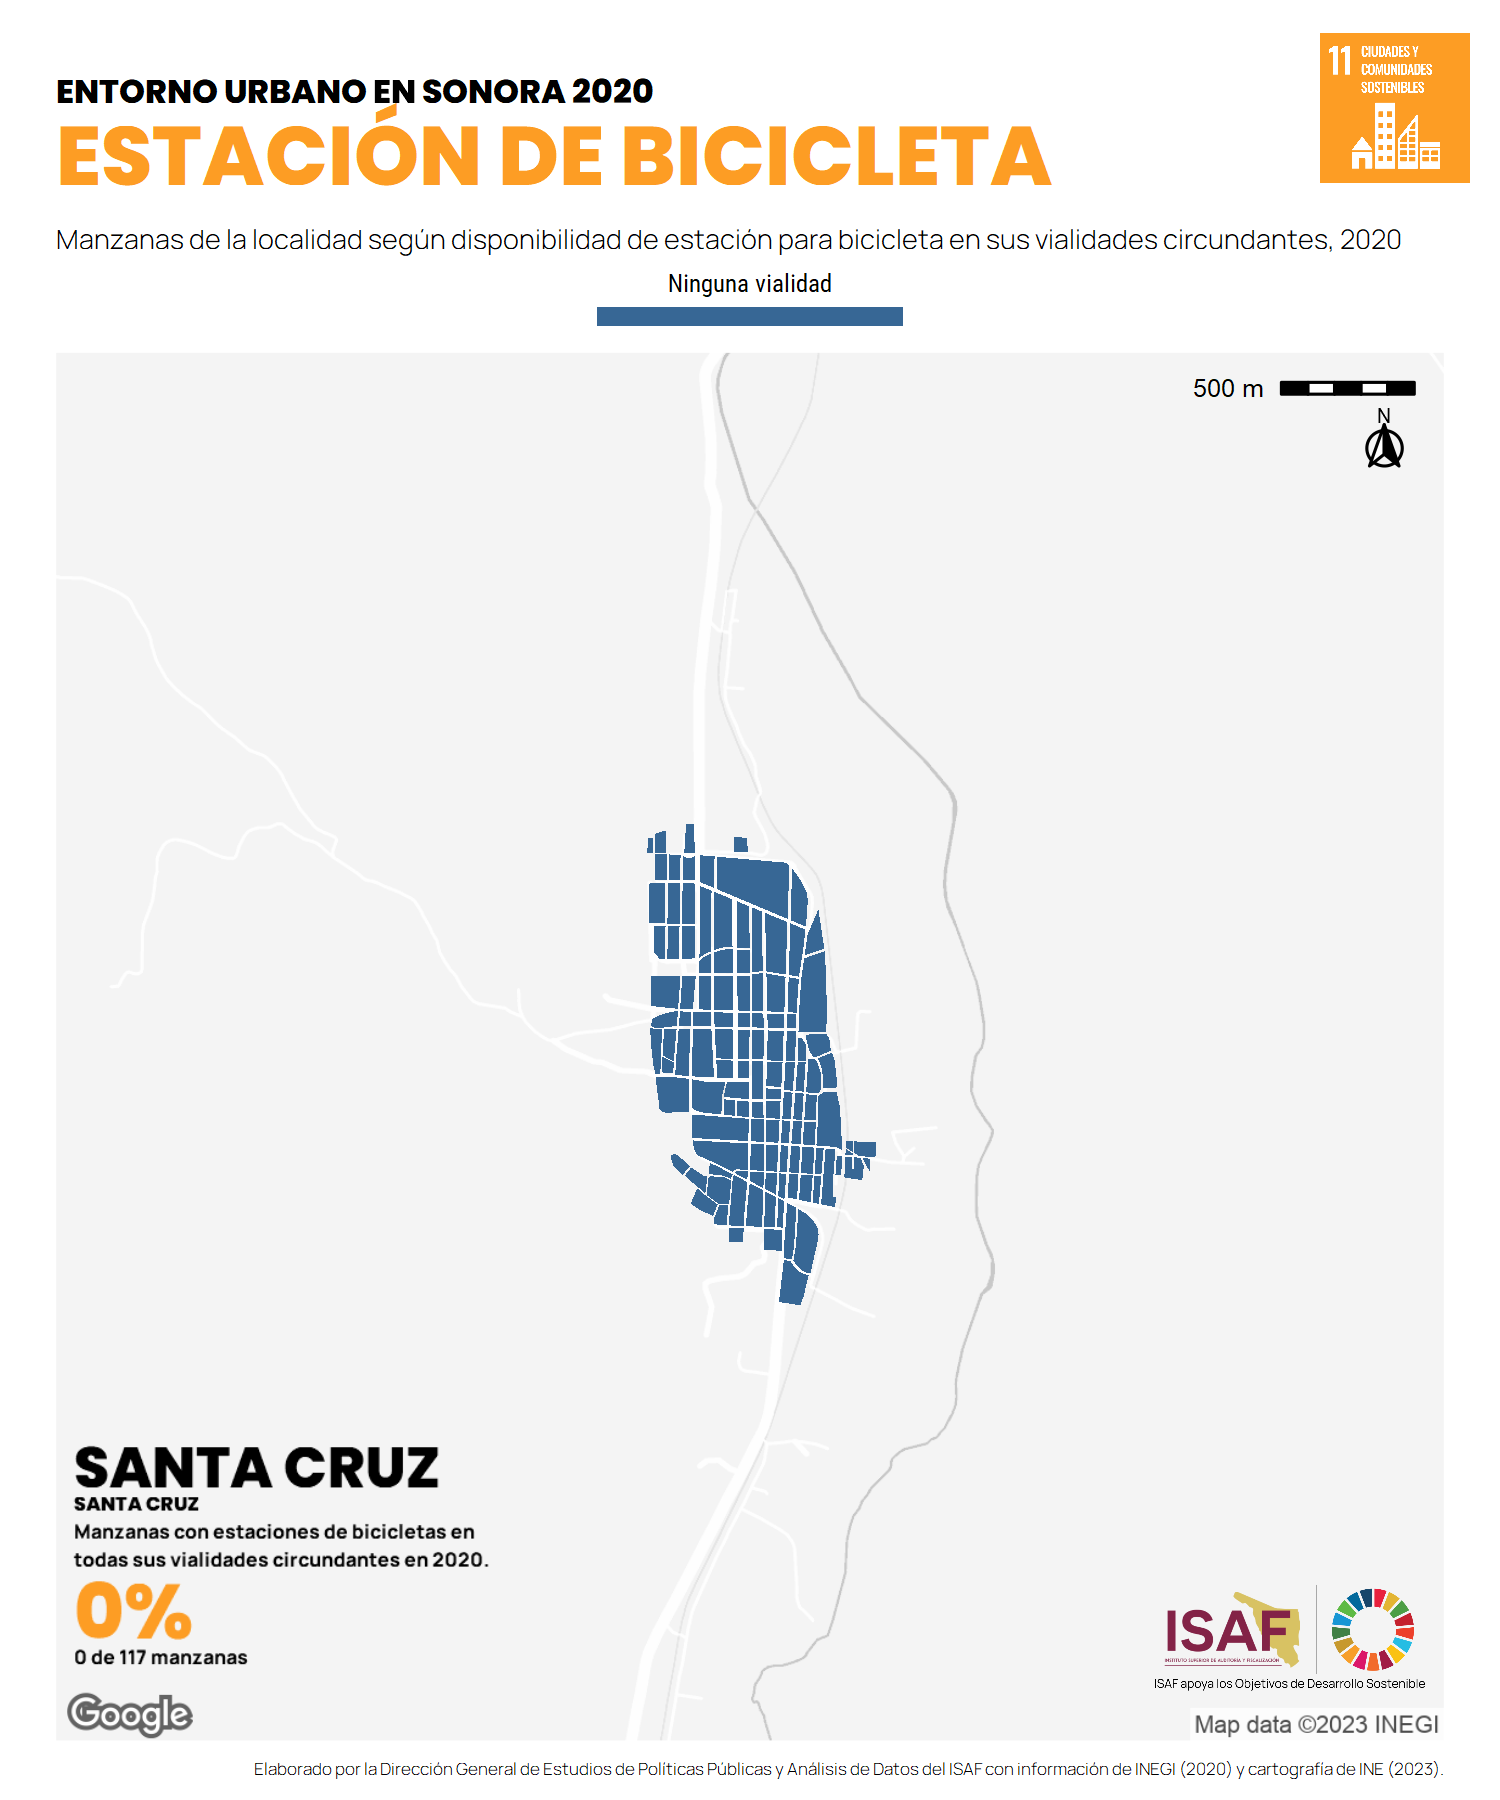 11 CIUDADES Y
COMUNIDADES
SOSTENIBLES
ENTORNO URBANO EN SONORA 2020
ESTACIÓN DE BICICLETA
Manzanas de la localidad según disponibilidad de estación para bicicleta en sus vialidades circundantes, 2020
Ninguna vialidad
500 m
N
SANTA CRUZ
SANTA CRUZ
Manzanas con estaciones de bicicletas en
todas sus vialidades circundantes en 2020.
0%
0 de 117 manzanas
Google
ISAF
INSTITUTO SUPERIOR DE AUDITORÍA Y FISCALIZACIÓN
ISAF apoya los Objetivos de Desarrollo Sostenible
Map data ©2023 INEGI
Elaborado por la Dirección General de Estudios de Políticas Públicas y Análisis de Datos del ISAF con información de INEGI (2020) y cartografía de INE (2023).